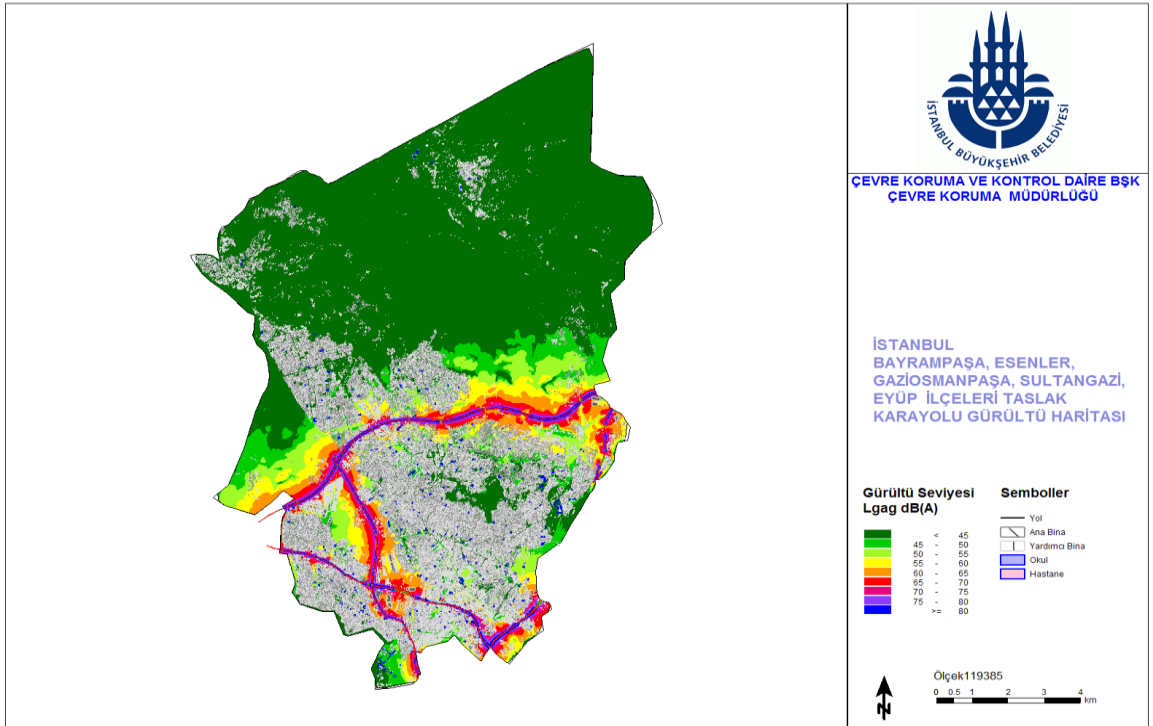 İSTANBUL BÜYÜKŞEHİR BELEDİYESİ
ÇEVRE KORUMA VE KONTROL DAİRE BŞK
ÇEVRE KORUMA MÜDÜRLÜĞÜ
İSTANBUL
BAYRAMPAŞA, ESENLER,
GAZİOSMANPAŞA, SULTANGAZİ,
EYÜP İLÇELERİ TASLAK
KARAYOLU GÜRÜLTÜ HARİTASI
Gürültü Seviyesi
Lgag dB(A)
< 45
45 - 50
50 - 55
55 - 60
60 - 65
65 - 70
70 - 75
75 - 80
>= 80
Semboller
Yol
Ana Bina
Yardımcı Bina
Okul
Hastane
N
Ölçek119385
0 0.5 1 2 3 4
km